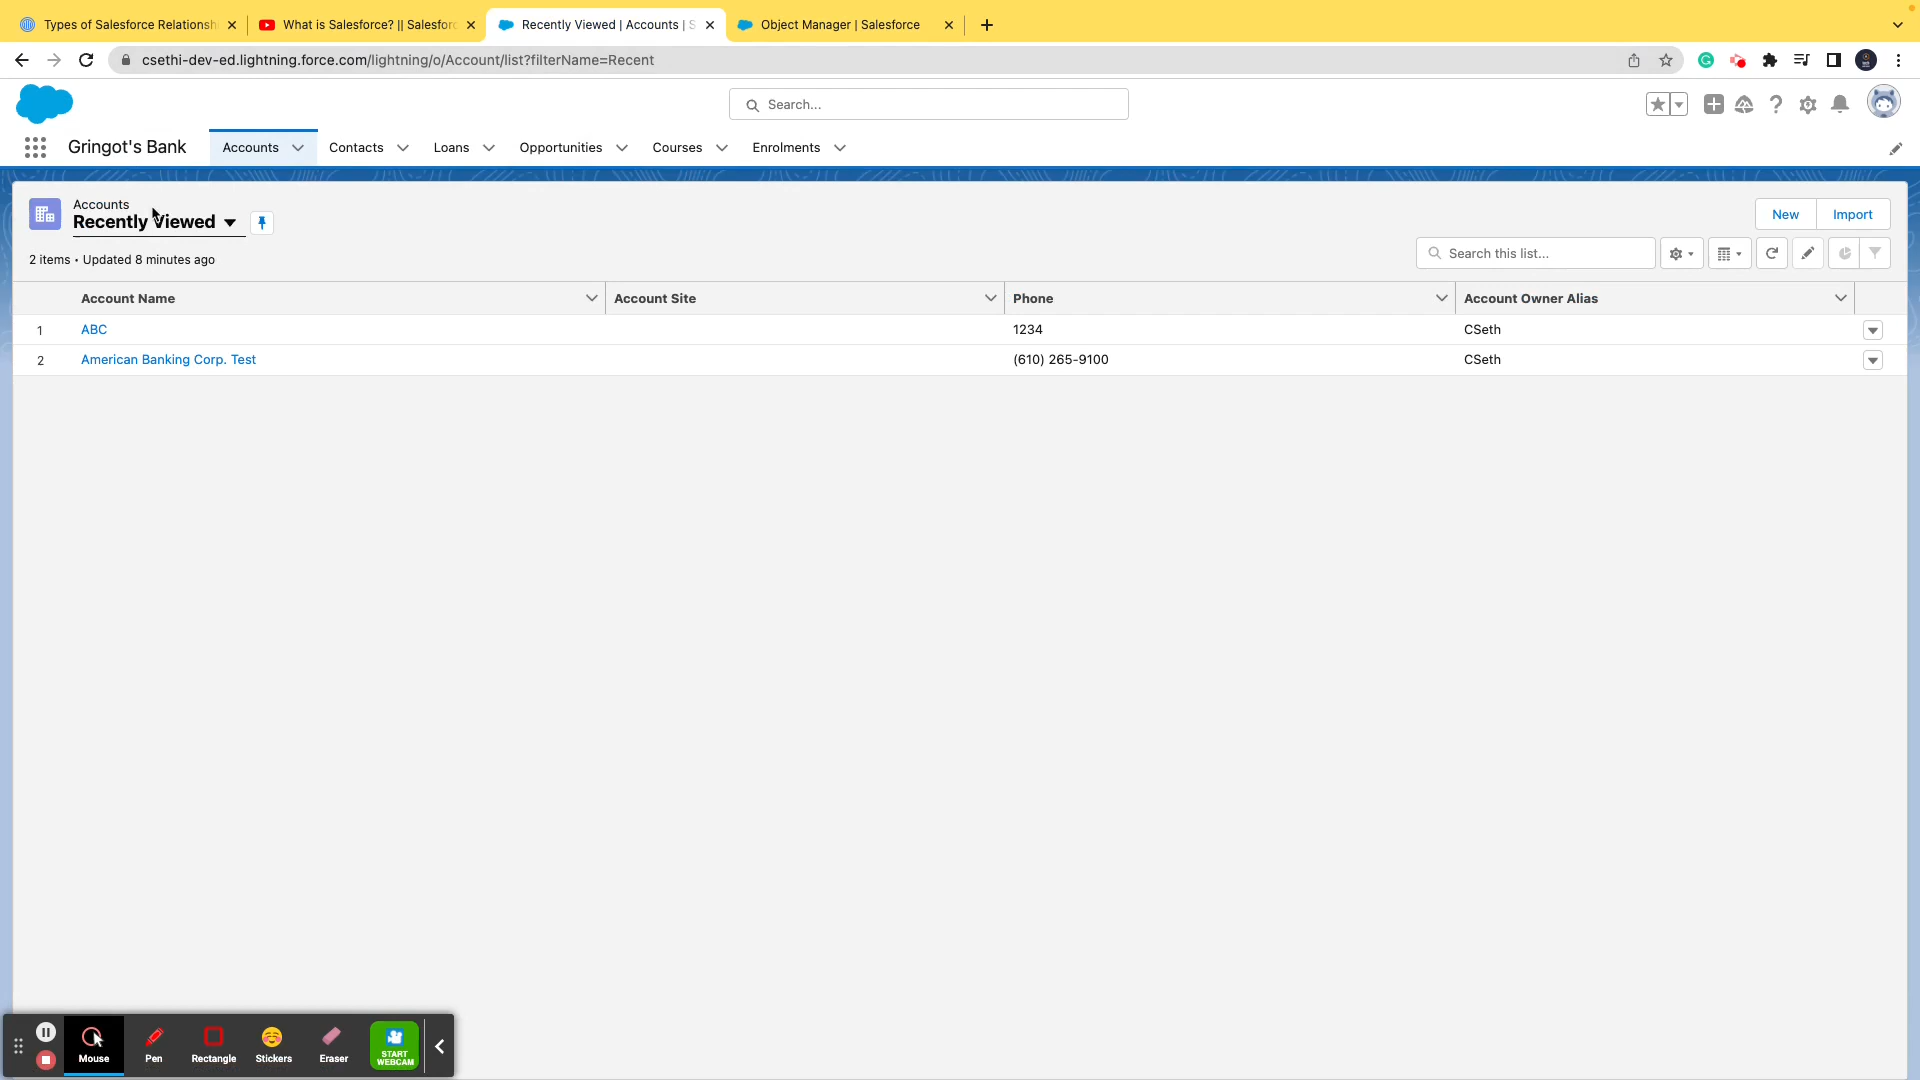 Types of Salesforce Relationsh
What is Salesforce? || Salesforc
Recently Viewed | Accounts | S
Object Manager | Salesforce
csethi-dev-ed.lightning.force.com/lightning/o/Account/list?filterName=Recent
Search...
Gringot's Bank
Accounts
Contacts
Loans
Opportunities
Courses
Enrolments
Accounts
Recently Viewed
New
Import
2 items • Updated 8 minutes ago
Search this list...
Account Name
Account Site
Phone
Account Owner Alias
1 ABC 1234 CSeth
2 American Banking Corp. Test (610) 265-9100 CSeth
Mouse
Pen
Rectangle
Stickers
Eraser
START
WEBCAM